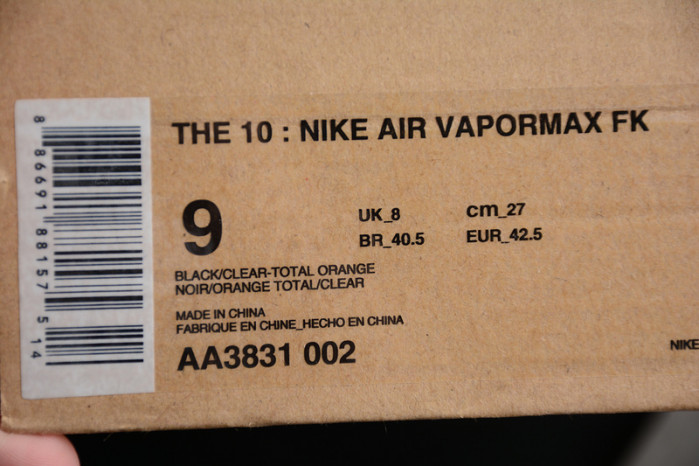 8 86691 88157 5 14
THE 10 : NIKE AIR VAPORMAX FK
9
UK_8 cm_27
BR_40.5 EUR_42.5
BLACK/CLEAR-TOTAL ORANGE
NOIR/ORANGE TOTAL/CLEAR
MADE IN CHINA
FABRIQUE EN CHINE_HECHO EN CHINA
AA3831 002
NIKE